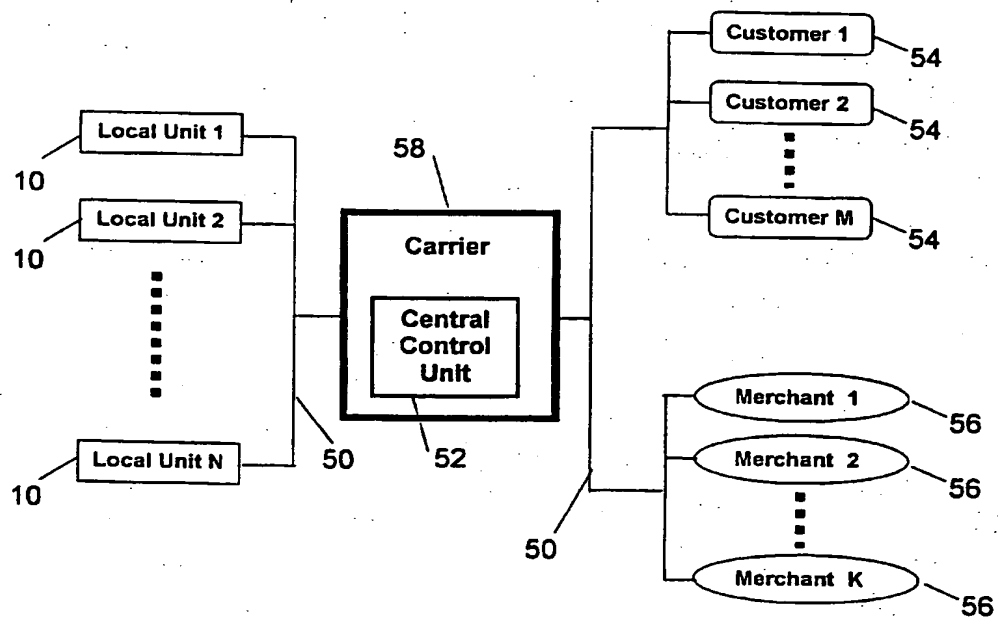 Local Unit 1
10
Local Unit 2
10
Local Unit N
10
50
58
Carrier
Central
Control
Unit
52
Customer 1
54
Customer 2
54
Customer M
54
Merchant 1
56
Merchant 2
56
Merchant K
56
50